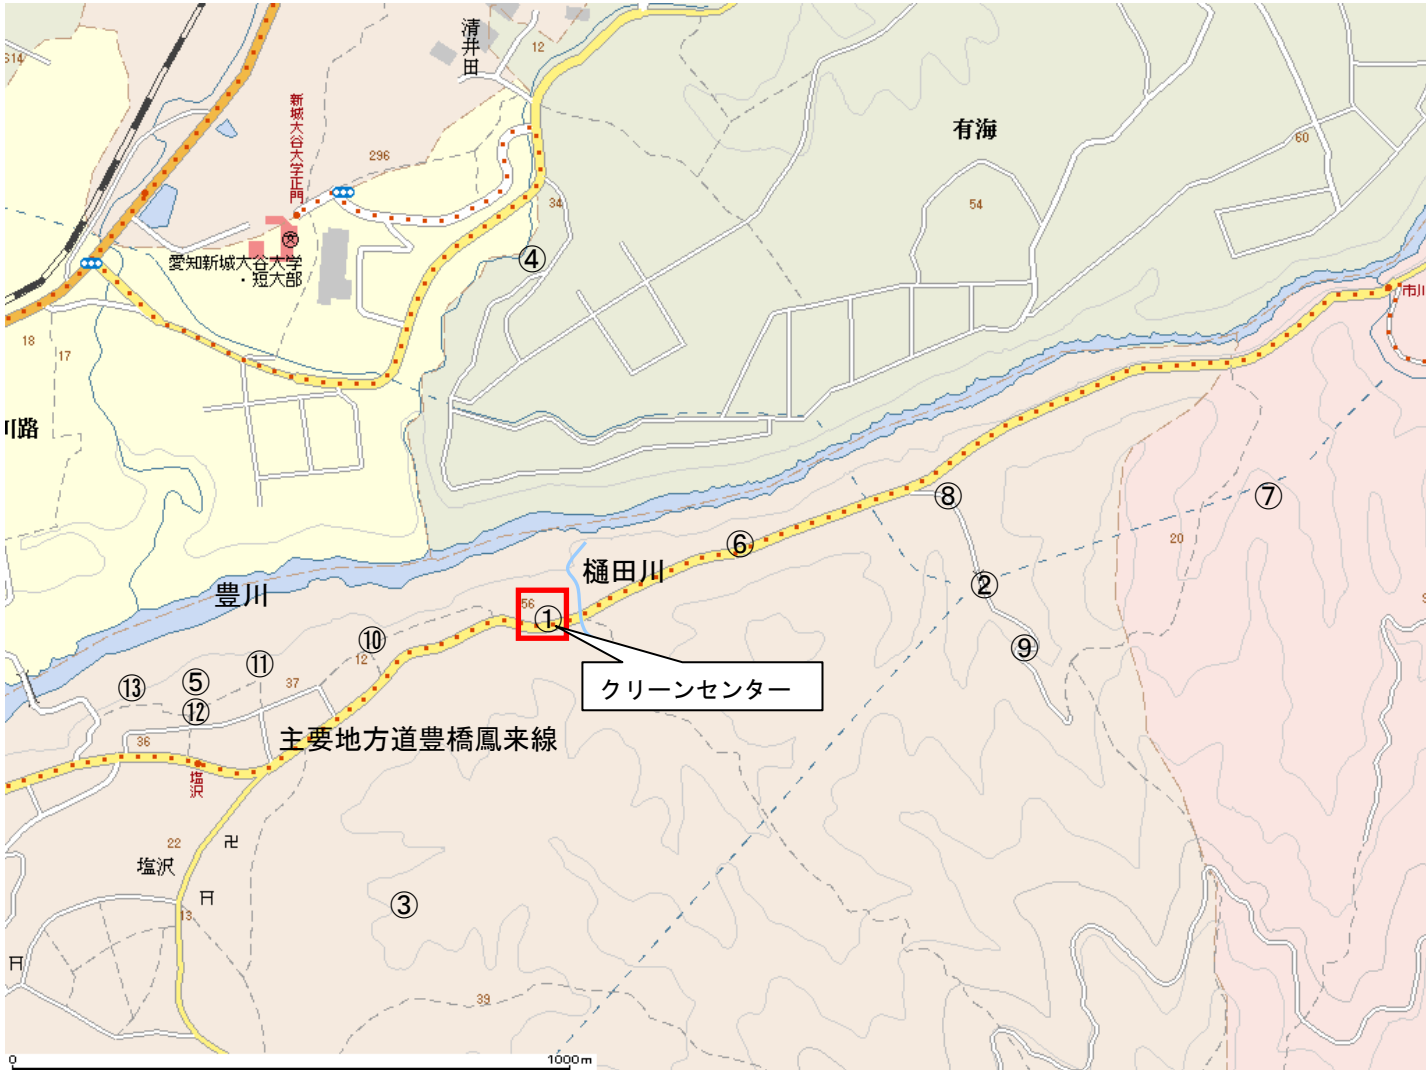 清井田
12
614
新城大谷大学正門
296
有海
60
34
54
④
愛知新城大谷大学
・短大部
市川
18
17
川路
⑦
⑧
20
⑥
樋田川
②
豊川
56
①
⑩
12
⑨
クリーンセンター
⑪
⑤
⑬
37
⑫
主要地方道豊橋鳳来線
36
塩沢
22
卍
塩沢
③
13
39
0
1000m